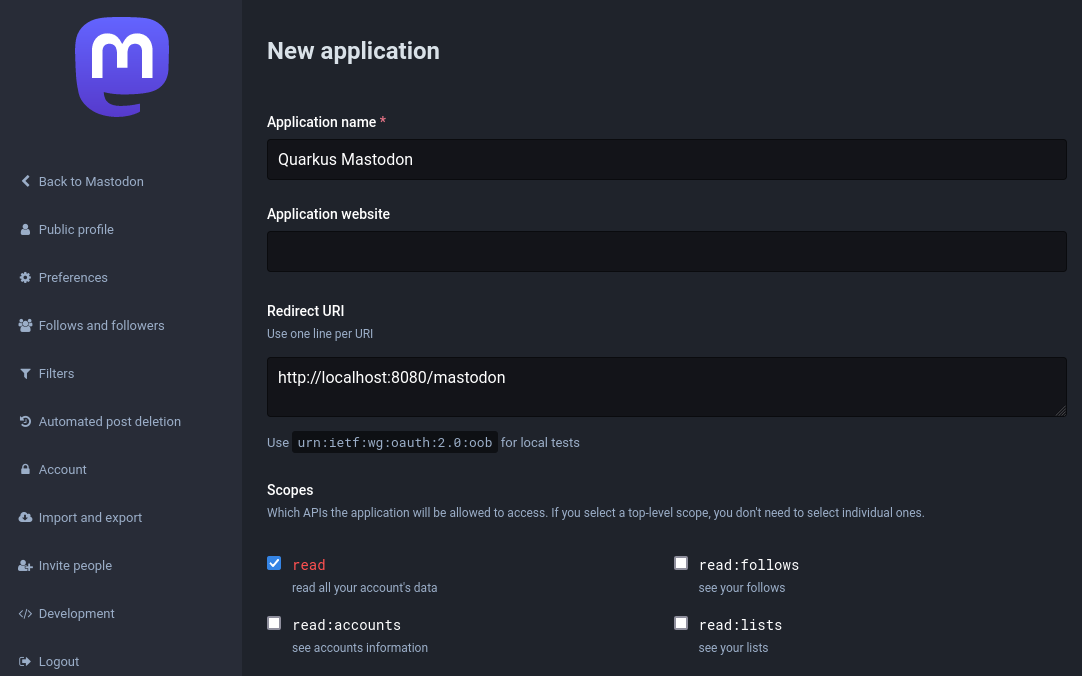 m
Back to Mastodon
Public profile
Preferences
Follows and followers
Filters
Automated post deletion
Account
Import and export
Invite people
</> Development
Logout
New application
Application name *
Quarkus Mastodon
Application website
Redirect URI
Use one line per URI
http://localhost:8080/mastodon
Use urn:ietf:wg:oauth:2.0:oob for local tests
Scopes
Which APIs the application will be allowed to access. If you select a top-level scope, you don't need to select individual ones.
read
read all your account's data
read:follows
see your follows
read:accounts
see accounts information
read:lists
see your lists